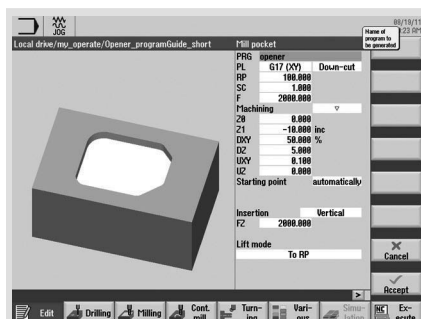 JOG
08/19/11
9:23 AM
Name of
program to
be generated
Local drive/my_operate/Opener_programGuide_short
Mill pocket
PRG opener
PL G17 (XY) Down-cut
RP 100.000
SC 1.000
F 2000.000
Machining ▽
Z0 0.000
Z1 -10.000 inc
DXY 50.000 %
DZ 5.000
UXY 0.100
UZ 0.000
Starting point automatically
Insertion Vertical
FZ 2000.000
Lift mode
To RP
Cancel
Accept
Edit
Drilling
Milling
Cont.
mill.
Turn-
ing
Vari-
ous
Simu-
lation
NC
Ex-
ecute